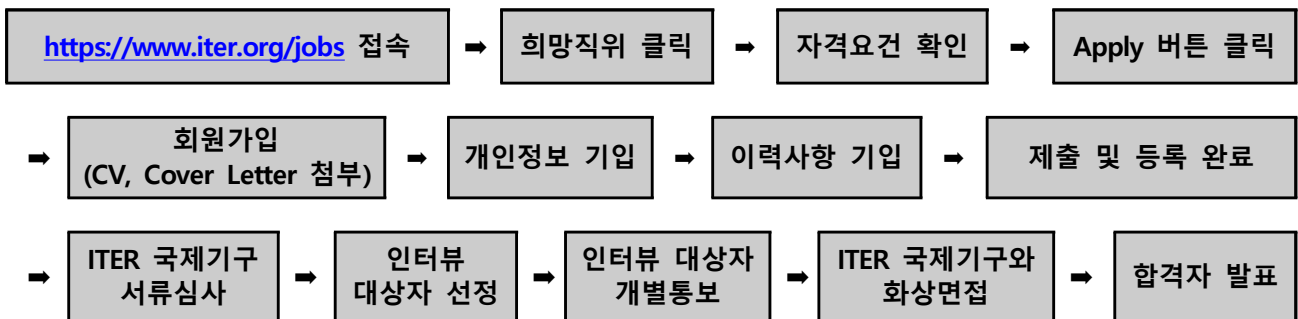 https://www.iter.org/jobs 접속 ➡ 희망직위 클릭 ➡ 자격요건 확인 ➡ Apply 버튼 클릭
➡ 회원가입
(CV, Cover Letter 첨부) ➡ 개인정보 기입 ➡ 이력사항 기입 ➡ 제출 및 등록 완료
➡ ITER 국제기구
서류심사 ➡ 인터뷰
대상자 선정 ➡ 인터뷰 대상자
개별통보 ➡ ITER 국제기구와
화상면접 ➡ 합격자 발표